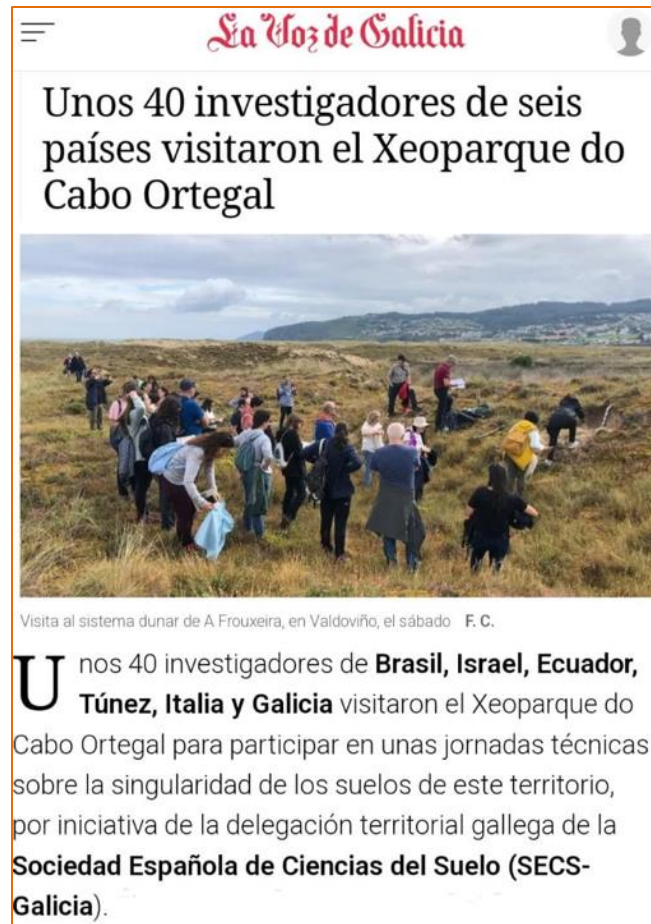 La Voz de Galicia
Unos 40 investigadores de seis
países visitaron el Xeoparque do
Cabo Ortegal
Visita al sistema dunar de A Frouxeira, en Valdoviño, el sábado F. C.
Unos 40 investigadores de Brasil, Israel, Ecuador,
Túnez, Italia y Galicia visitaron el Xeoparque do
Cabo Ortegal para participar en unas jornadas técnicas
sobre la singularidad de los suelos de este territorio,
por iniciativa de la delegación territorial gallega de la
Sociedad Española de Ciencias del Suelo (SECS-
Galicia).